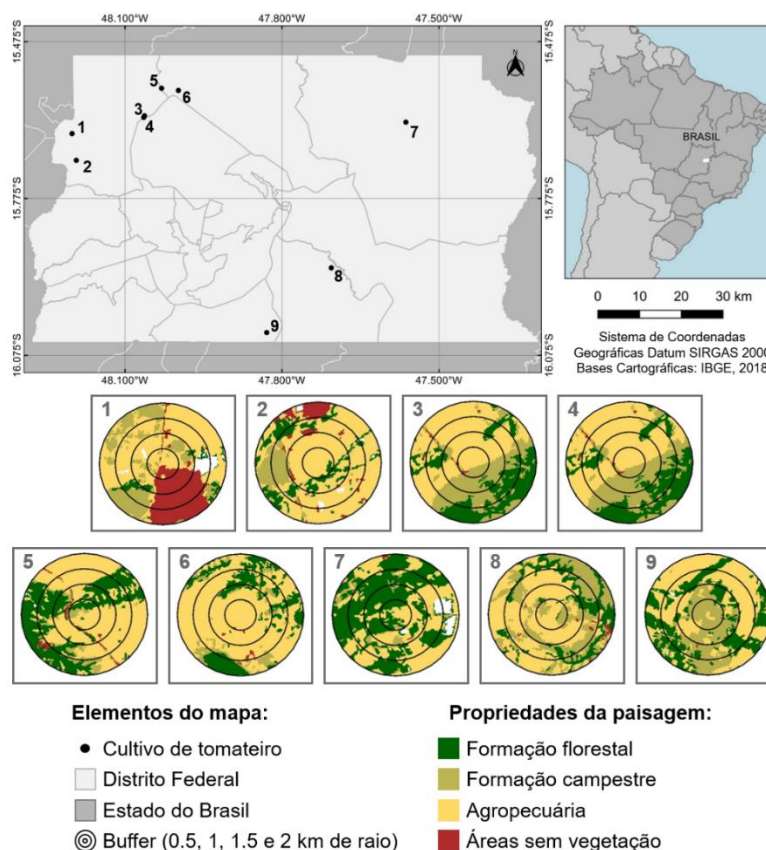 48.100°W 47.800°W 47.500°W
15.475°S
15.475°S
N
5
6
3
4
7
1
2
15.775°S
15.775°S
8
9
16.075°S
16.075°S
48.100°W 47.800°W 47.500°W
BRASIL
0 10 20 30 km
Sistema de Coordenadas
Geográficas Datum SIRGAS 2000
Bases Cartográficas: IBGE, 2018
1 2 3 4
5 6 7 8 9
Elementos do mapa:
Cultivo de tomateiro
Distrito Federal
Estado do Brasil
Buffer (0.5, 1, 1.5 e 2 km de raio)
Propriedades da paisagem:
Formação florestal
Formação campestre
Agropecuária
Áreas sem vegetação